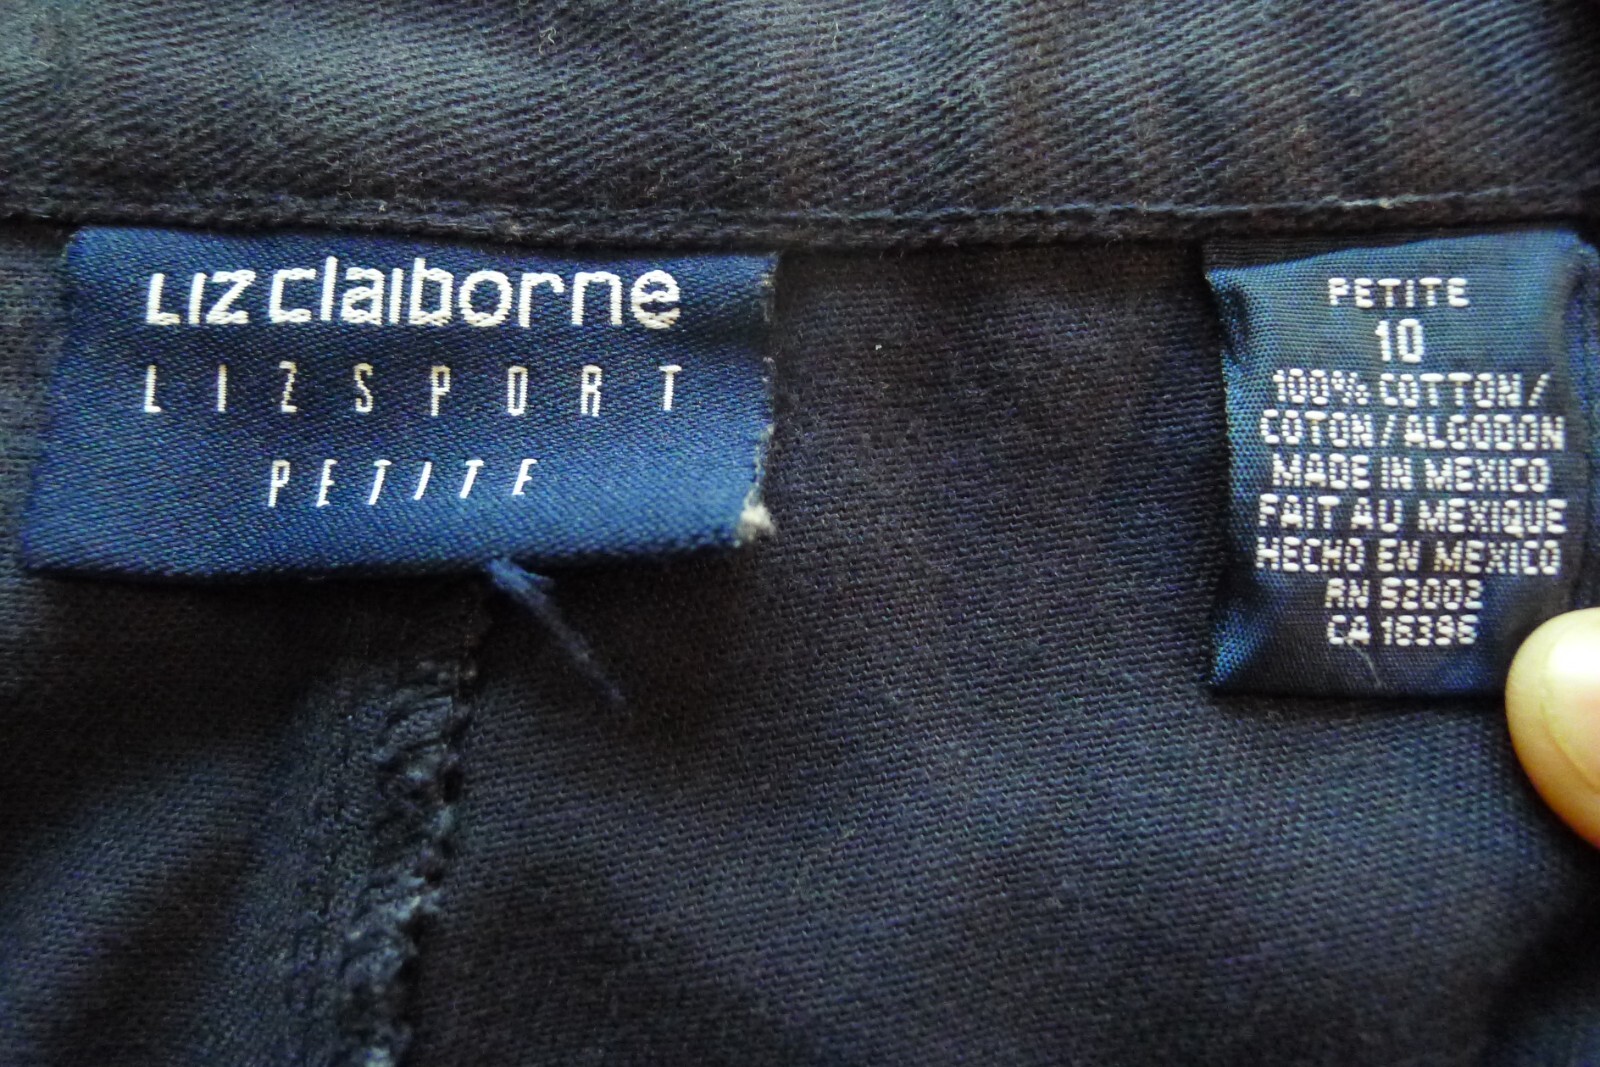 Liz claiborne
LIZSPORT
PETITE
PETITE
10
100% COTTON/
COTON/ALGODON
MADE IN MEXICO
FAIT AU MEXIQUE
HECHO EN MEXICO
RN 52002
CA 16396